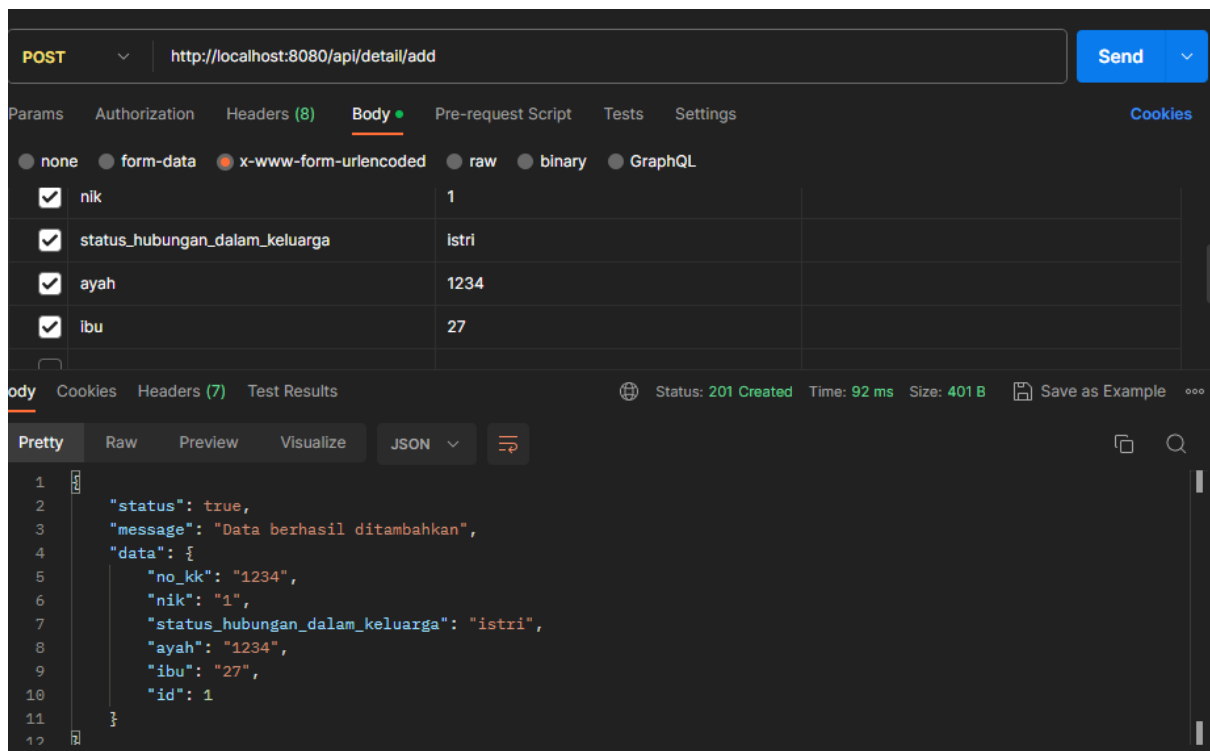 POST http://localhost:8080/api/detail/add Send
Params Authorization Headers (8) Body Pre-request Script Tests Settings Cookies
none form-data x-www-form-urlencoded raw binary GraphQL
nik 1
status_hubungan_dalam_keluarga istri
ayah 1234
ibu 27
ody Cookies Headers (7) Test Results Status: 201 Created Time: 92 ms Size: 401 B Save as Example
Pretty Raw Preview Visualize JSON
1 {
2 "status": true,
3 "message": "Data berhasil ditambahkan",
4 "data": {
5 "no_kk": "1234",
6 "nik": "1",
7 "status_hubungan_dalam_keluarga": "istri",
8 "ayah": "1234",
9 "ibu": "27",
10 "id": 1
11 }
12 }